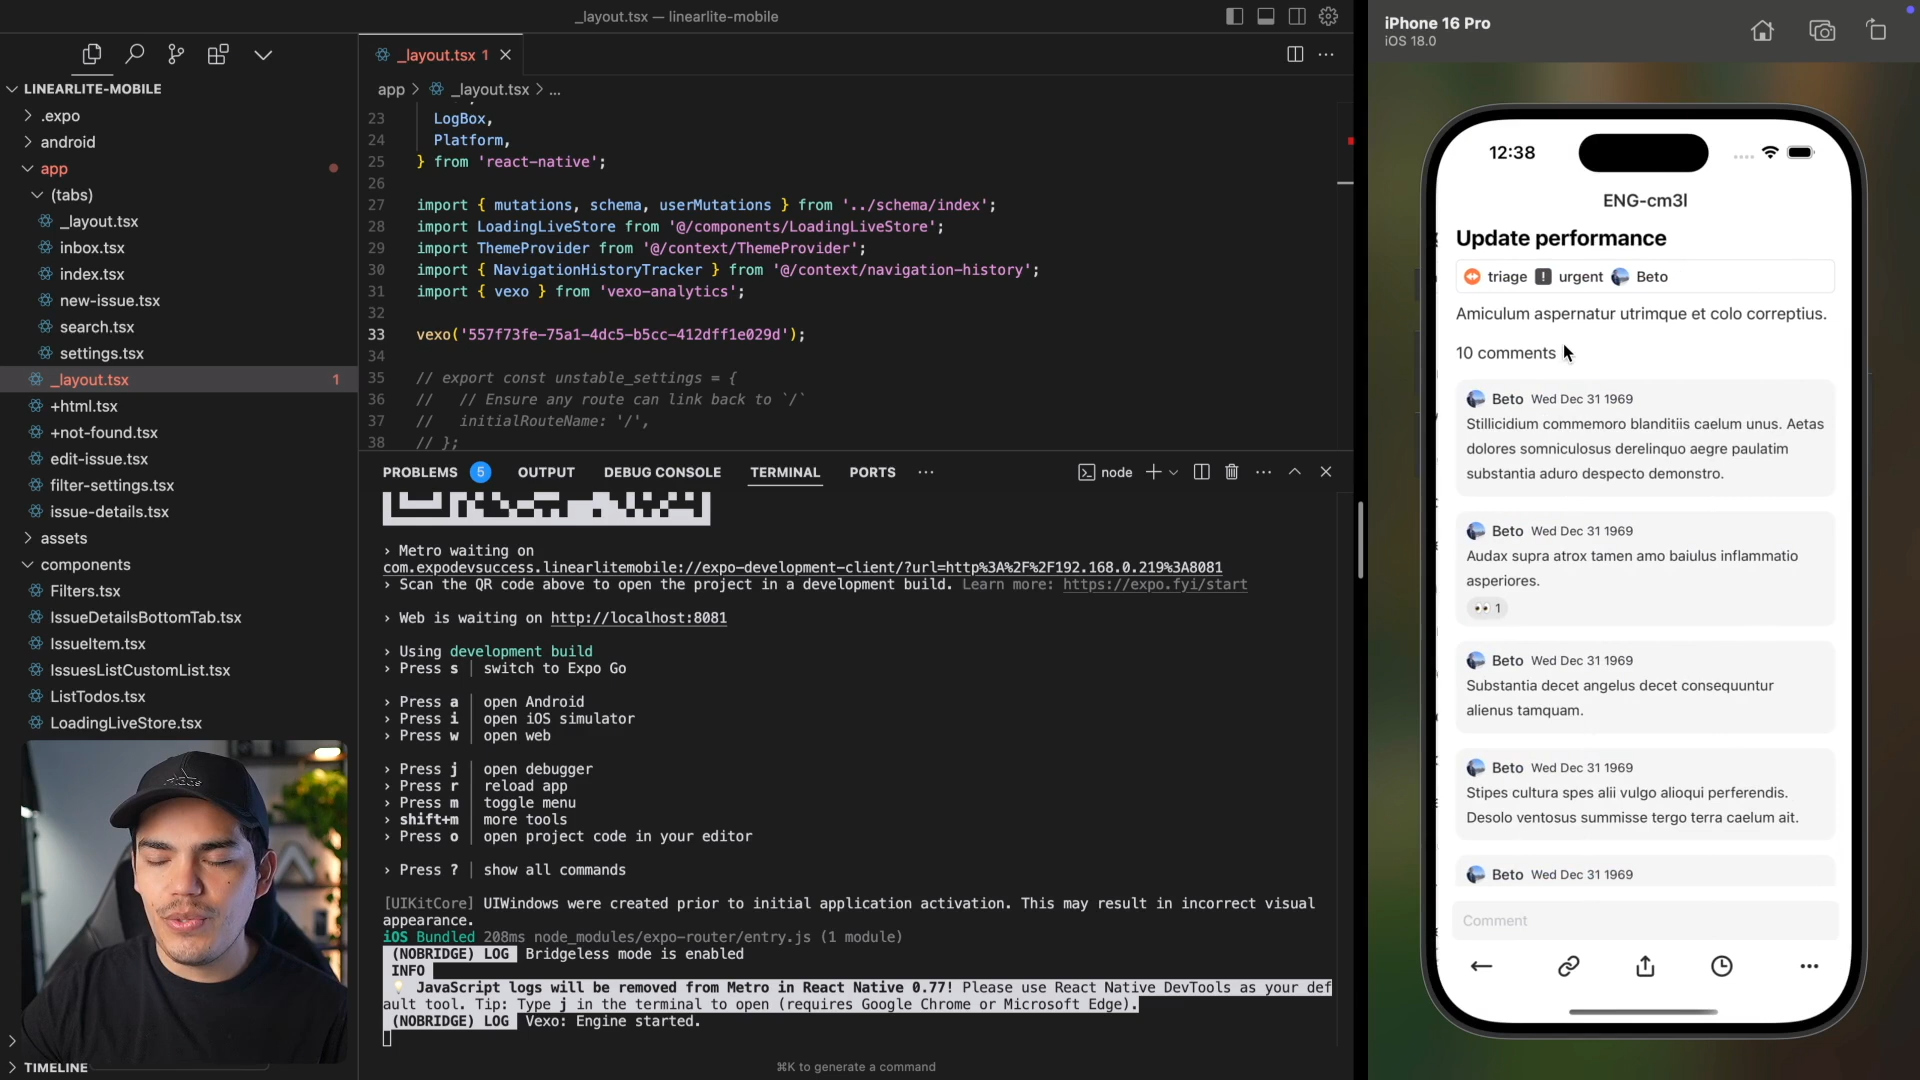 _layout.tsx — linearlite-mobile
LINEARLITE-MOBILE
.expo
android
app
(tabs)
_layout.tsx
inbox.tsx
index.tsx
new-issue.tsx
search.tsx
settings.tsx
_layout.tsx 1
+html.tsx
+not-found.tsx
edit-issue.tsx
filter-settings.tsx
issue-details.tsx
assets
components
Filters.tsx
IssueDetailsBottomTab.tsx
IssueItem.tsx
IssuesListCustomList.tsx
ListTodos.tsx
LoadingLiveStore.tsx
TIMELINE
_layout.tsx 1
app > _layout.tsx > ...
23 LogBox,
24 Platform,
25 } from 'react-native';
26
27 import { mutations, schema, userMutations } from '../schema/index';
28 import LoadingLiveStore from '@/components/LoadingLiveStore';
29 import ThemeProvider from '@/context/ThemeProvider';
30 import { NavigationHistoryTracker } from '@/context/navigation-history';
31 import { vexo } from 'vexo-analytics';
32
33 vexo('557f73fe-75a1-4dc5-b5cc-412dff1e029d');
34
35 // export const unstable_settings = {
36 //   // Ensure any route can link back to `/`
37 //   initialRouteName: '/',
38 // };
PROBLEMS 5 OUTPUT DEBUG CONSOLE TERMINAL PORTS ... node
› Metro waiting on
com.expodevsuccess.linearlitemobile://expo-development-client/?url=http%3A%2F%2F192.168.0.219%3A8081
› Scan the QR code above to open the project in a development build. Learn more: https://expo.fyi/start
› Web is waiting on http://localhost:8081
› Using development build
› Press s │ switch to Expo Go
› Press a │ open Android
› Press i │ open iOS simulator
› Press w │ open web
› Press j │ open debugger
› Press r │ reload app
› Press m │ toggle menu
› shift+m │ more tools
› Press o │ open project code in your editor
› Press ? │ show all commands
[UIKitCore] UIWindows were created prior to initial application activation. This may result in incorrect visual
appearance.
iOS Bundled 208ms node_modules/expo-router/entry.js (1 module)
(NOBRIDGE) LOG Bridgeless mode is enabled
INFO
JavaScript logs will be removed from Metro in React Native 0.77! Please use React Native DevTools as your def
ault tool. Tip: Type j in the terminal to open (requires Google Chrome or Microsoft Edge).
(NOBRIDGE) LOG Vexo: Engine started.
⌘K to generate a command
iPhone 16 Pro
iOS 18.0
12:38
ENG-cm3l
Update performance
triage ! urgent Beto
Amiculum aspernatur utrimque et colo correptius.
10 comments
Beto Wed Dec 31 1969
Stillicidium commemoro blanditiis caelum unus. Aetas
dolores somniculosus derelinquo aegre paulatim
substantia aduro despecto demonstro.
Beto Wed Dec 31 1969
Audax supra atrox tamen amo baiulus inflammatio
asperiores.
👀 1
Beto Wed Dec 31 1969
Substantia decet angelus decet consequuntur
alienus tamquam.
Beto Wed Dec 31 1969
Stipes cultura spes alii vulgo alioqui perferendis.
Desolo ventosus summisse tergo terra caelum ait.
Beto Wed Dec 31 1969
Comment